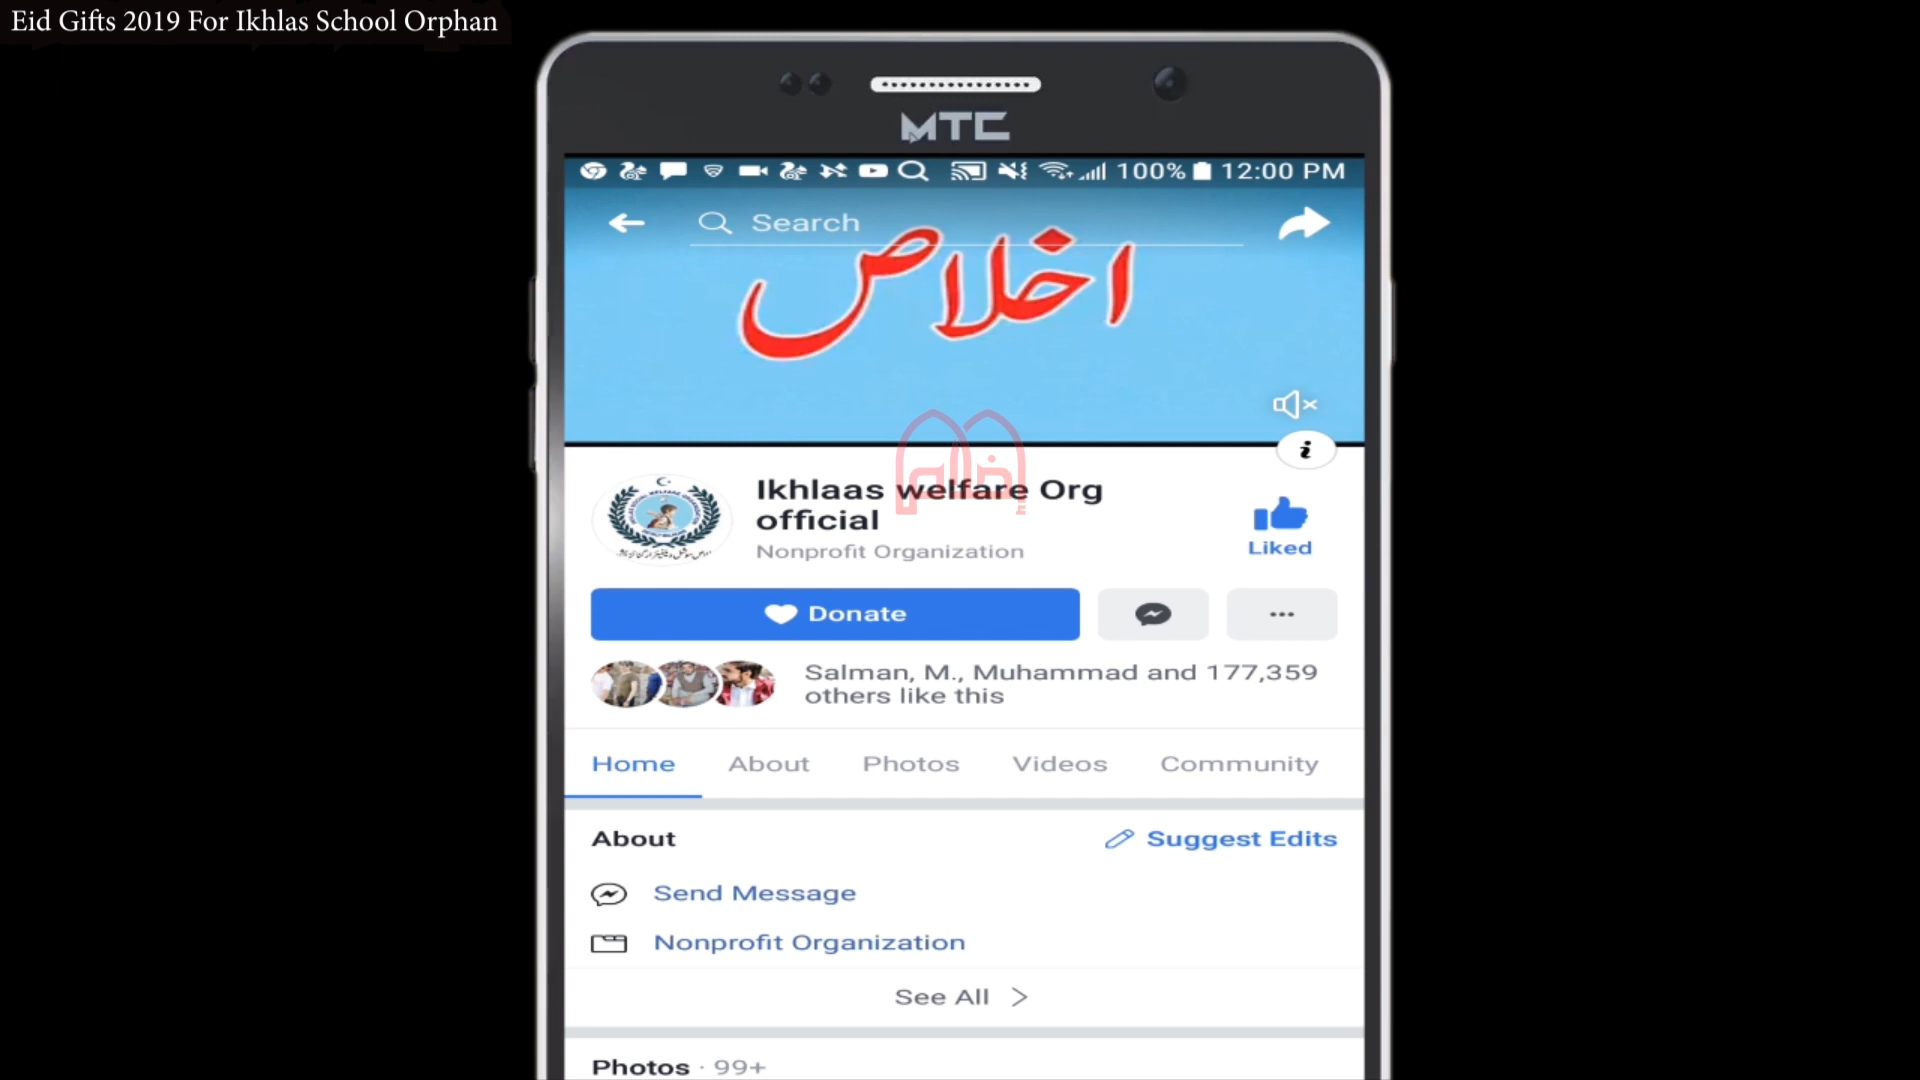 Eid Gifts 2019 For Ikhlas School Orphan
MTC
100% 12:00 PM
Search
اخلاص
Ikhlaas welfare Org
official
Nonprofit Organization
Liked
Donate
Salman, M., Muhammad and 177,359
others like this
Home About Photos Videos Community
About Suggest Edits
Send Message
Nonprofit Organization
See All
Photos · 99+